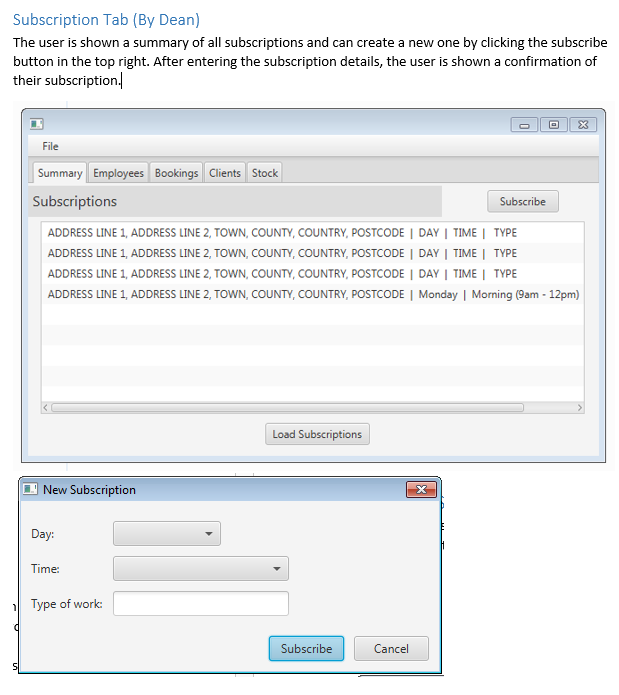 Subscription Tab (By Dean)
The user is shown a summary of all subscriptions and can create a new one by clicking the subscribe
button in the top right. After entering the subscription details, the user is shown a confirmation of
their subscription.
File
Summary Employees Bookings Clients Stock
Subscriptions Subscribe
ADDRESS LINE 1, ADDRESS LINE 2, TOWN, COUNTY, COUNTRY, POSTCODE | DAY | TIME | TYPE
ADDRESS LINE 1, ADDRESS LINE 2, TOWN, COUNTY, COUNTRY, POSTCODE | DAY | TIME | TYPE
ADDRESS LINE 1, ADDRESS LINE 2, TOWN, COUNTY, COUNTRY, POSTCODE | DAY | TIME | TYPE
ADDRESS LINE 1, ADDRESS LINE 2, TOWN, COUNTY, COUNTRY, POSTCODE | Monday | Morning (9am - 12pm)
Load Subscriptions
New Subscription
Day:
Time:
Type of work:
Subscribe Cancel